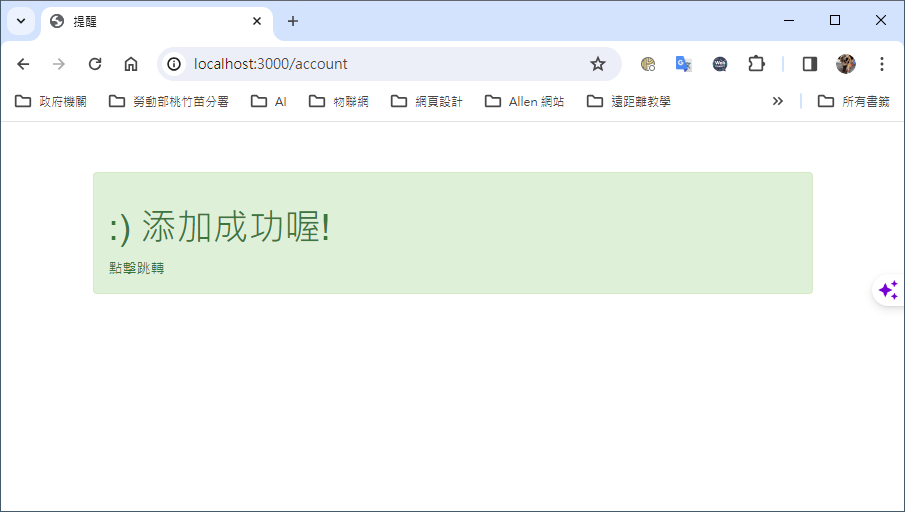 提醒
localhost:3000/account
政府機關 勞動部桃竹苗分署 AI 物聯網 網頁設計 Allen 網站 遠距離教學 所有書籤
:) 添加成功喔!
點擊跳轉